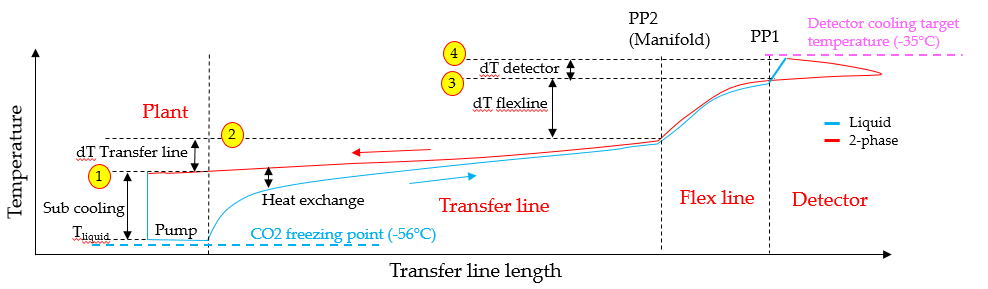 PP2
(Manifold)
PP1
Detector cooling target
temperature (-35°C)
4
dT detector
3
dT flexline
Plant
2
dT Transfer line
1
Liquid
2-phase
Heat exchange
Sub cooling
Tliquid
Pump
Transfer line
Flex line
Detector
CO2 freezing point (-56°C)
Temperature
Transfer line length